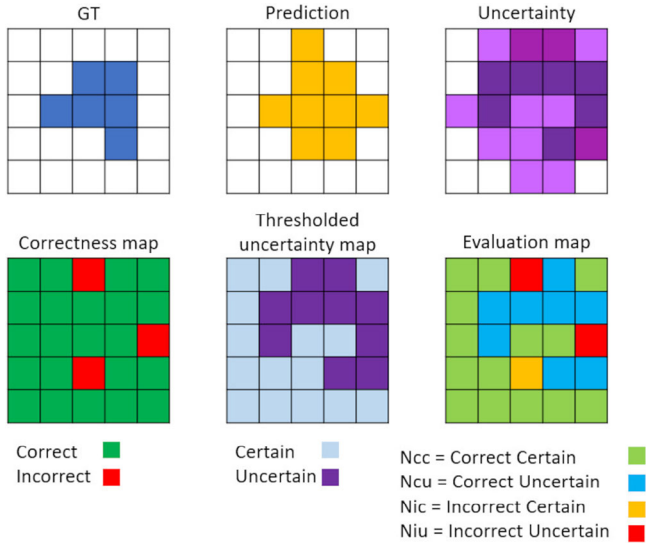 GT
Prediction
Uncertainty
Correctness map
Thresholded
uncertainty map
Evaluation map
Correct
Incorrect
Certain
Uncertain
Ncc = Correct Certain
Ncu = Correct Uncertain
Nic = Incorrect Certain
Niu = Incorrect Uncertain